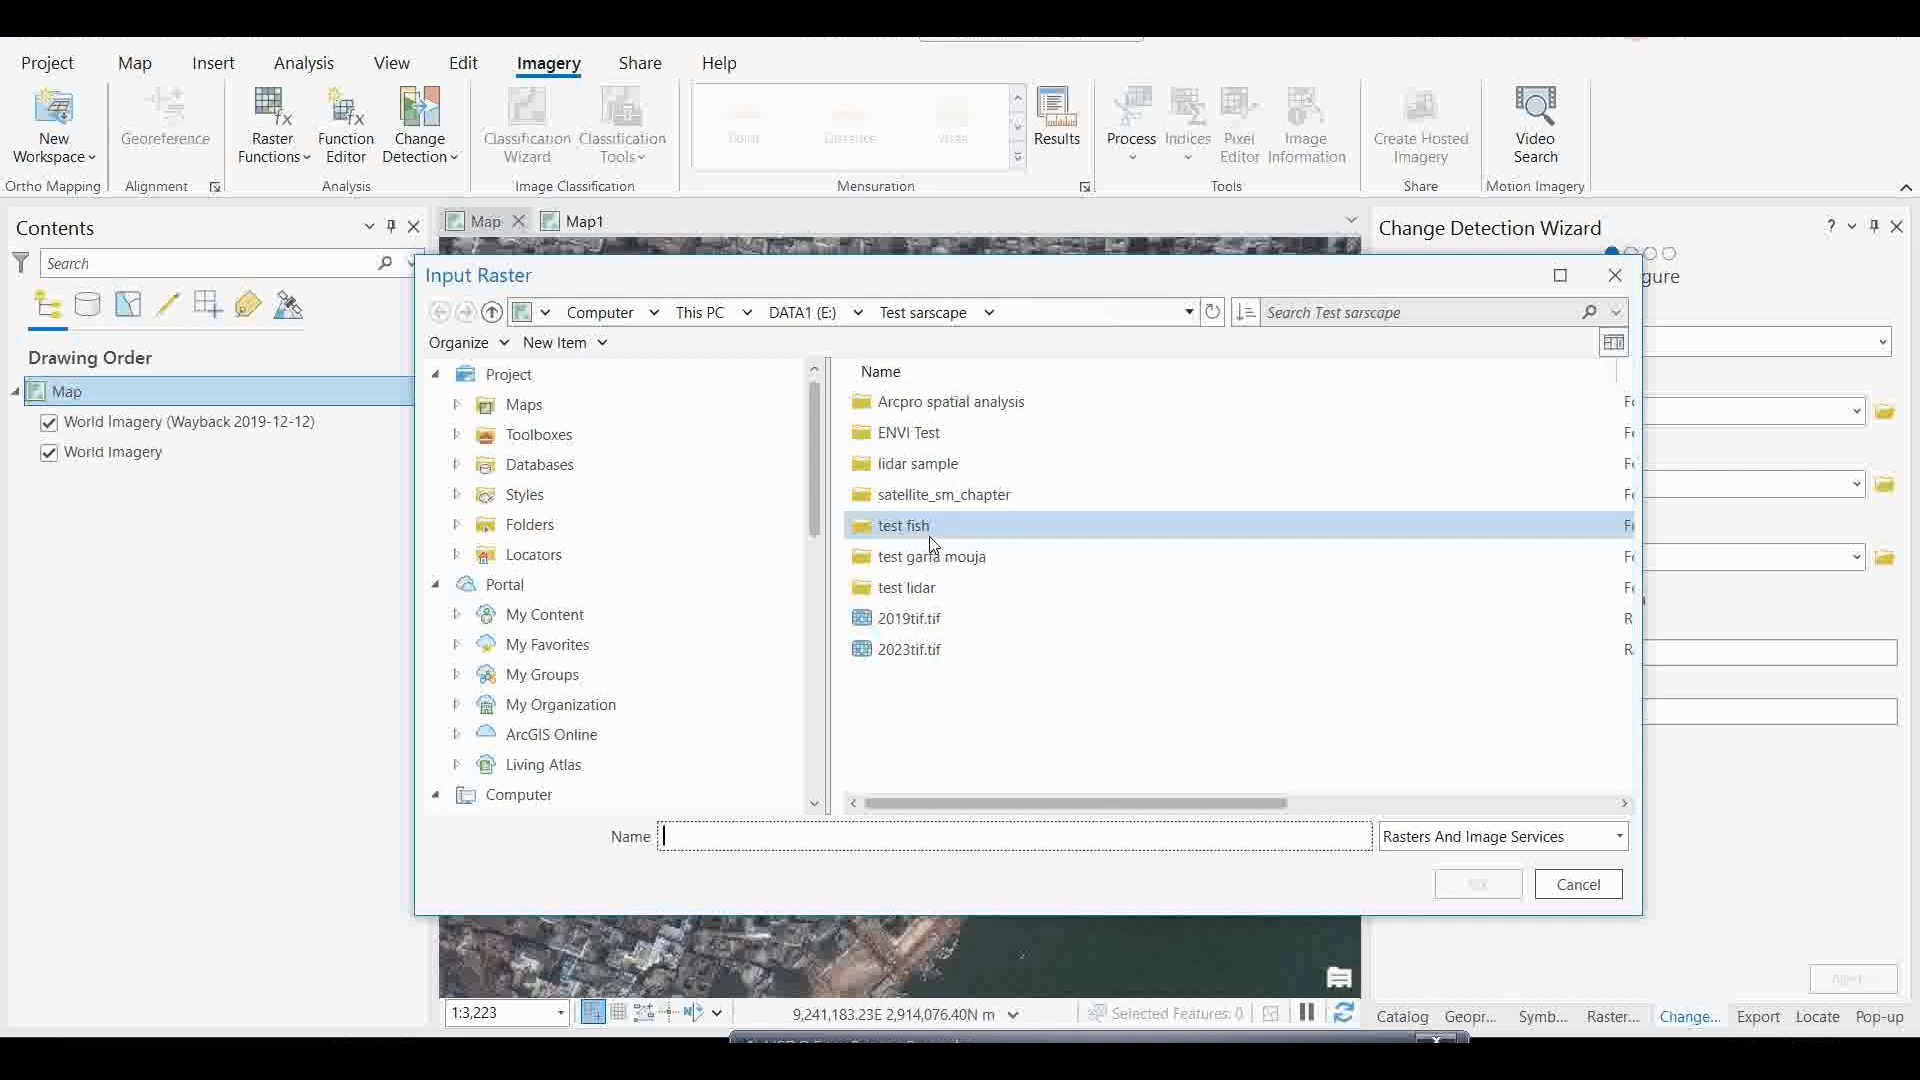 Project Map Insert Analysis View Edit Imagery Share Help
New Workspace
Georeference
Raster Functions
Function Editor
Change Detection
Classification Wizard
Classification Tools
Distance
Results
Process
Indices
Pixel Editor
Image Information
Create Hosted Imagery
Video Search
Ortho Mapping Alignment Analysis Image Classification Mensuration Tools Share Motion Imagery
Contents
Search
Drawing Order
Map
World Imagery (Wayback 2019-12-12)
World Imagery
Map Map1
Change Detection Wizard
gure
Input Raster
Computer This PC DATA1 (E:) Test sarscape
Search Test sarscape
Organize New Item
Project
Maps
Toolboxes
Databases
Styles
Folders
Locators
Portal
My Content
My Favorites
My Groups
My Organization
ArcGIS Online
Living Atlas
Computer
Name
Arcpro spatial analysis
ENVI Test
lidar sample
satellite_sm_chapter
test fish
test garfa mouja
test lidar
2019tif.tif
2023tif.tif
Name
Rasters And Image Services
Cancel
1:3,223
9,241,183.23E 2,914,076.40N m
Selected Features: 0
Catalog Geopr... Symb... Raster... Change... Export Locate Pop-up